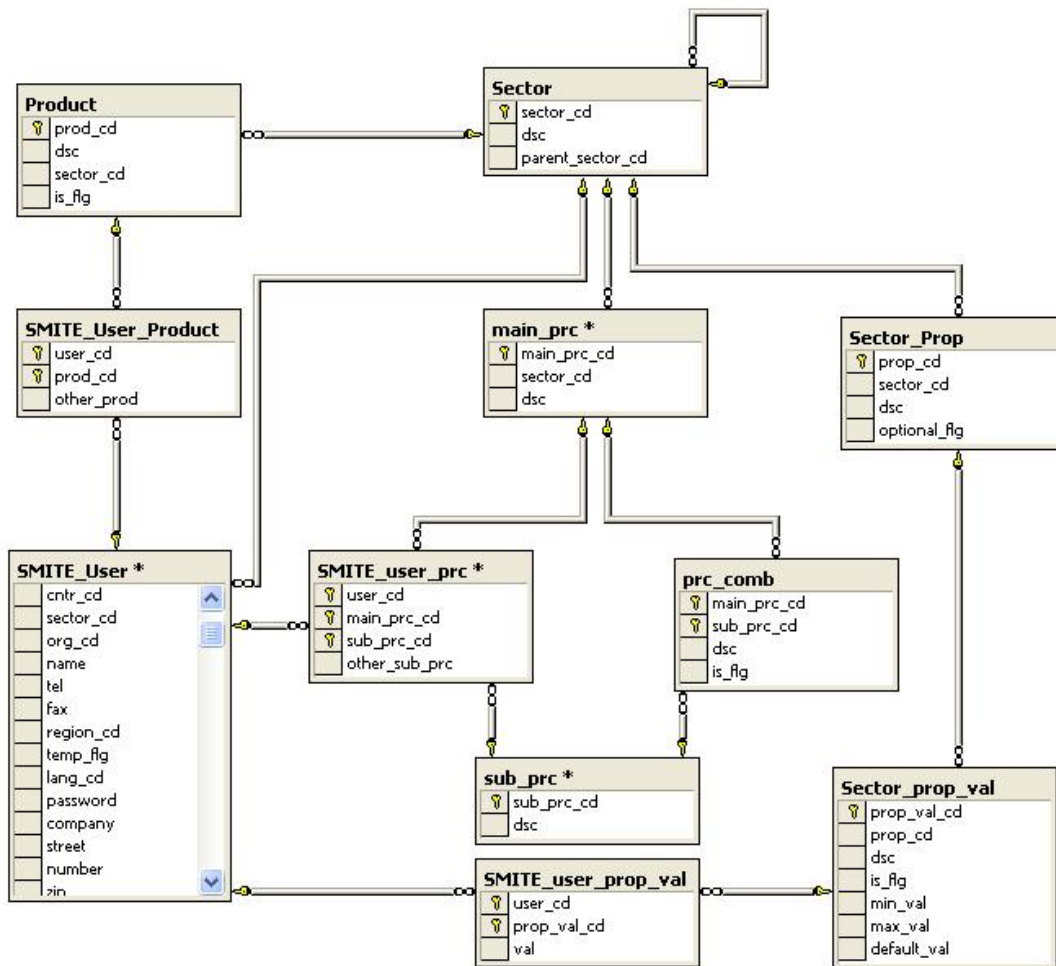 Product
prod_cd
dsc
sector_cd
is_flg
Sector
sector_cd
dsc
parent_sector_cd
SMITE_User_Product
user_cd
prod_cd
other_prod
main_prc *
main_prc_cd
sector_cd
dsc
Sector_Prop
prop_cd
sector_cd
dsc
optional_flg
SMITE_User *
cntr_cd
sector_cd
org_cd
name
tel
fax
region_cd
temp_flg
lang_cd
password
company
street
number
zip
SMITE_user_prc *
user_cd
main_prc_cd
sub_prc_cd
other_sub_prc
prc_comb
main_prc_cd
sub_prc_cd
dsc
is_flg
sub_prc *
sub_prc_cd
dsc
Sector_prop_val
prop_val_cd
prop_cd
dsc
is_flg
min_val
max_val
default_val
SMITE_user_prop_val
user_cd
prop_val_cd
val